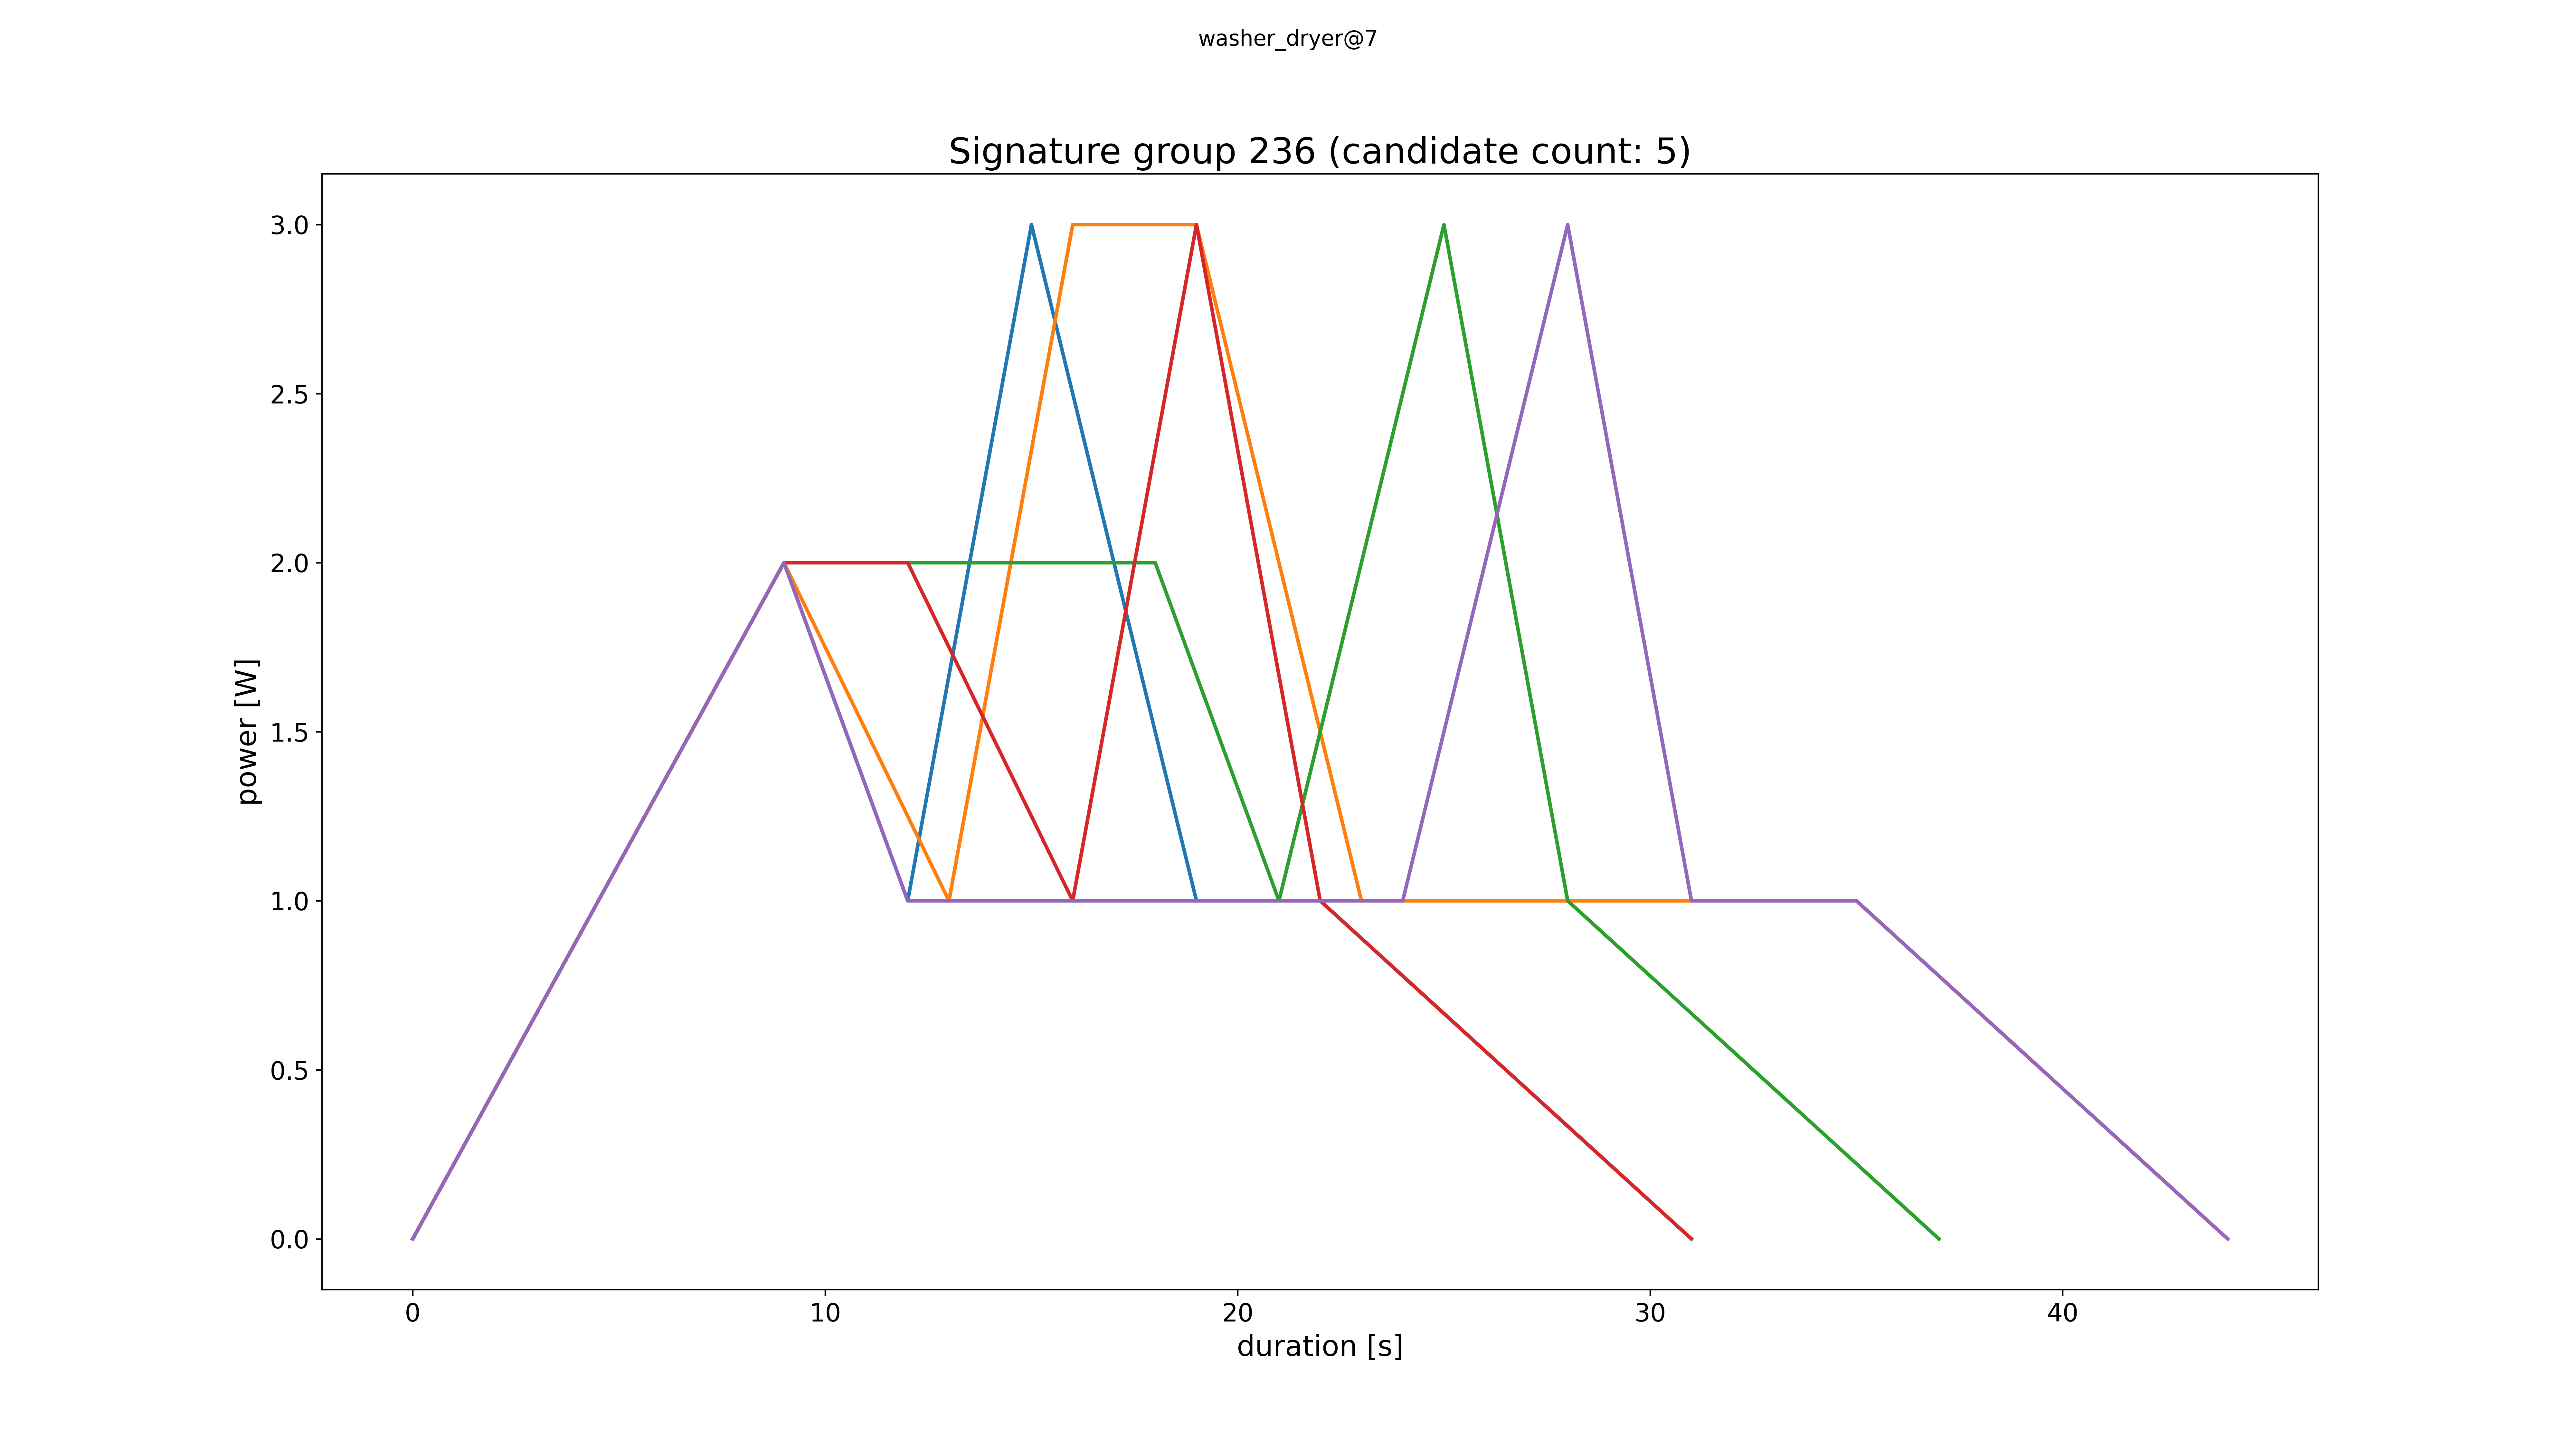 washer_dryer@7
Signature group 236 (candidate count: 5)
3.0
2.5
2.0
1.5
1.0
0.5
0.0
power [W]
0 10 20 30 40
duration [s]